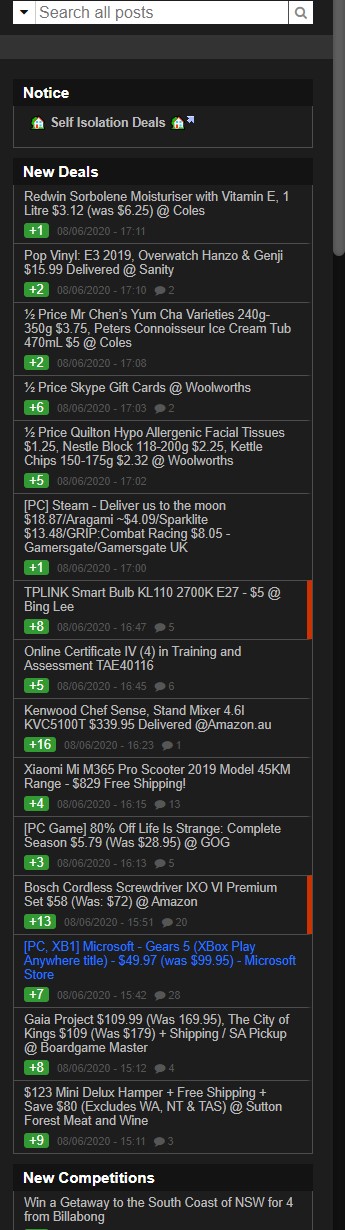 Search all posts
Notice
Self Isolation Deals
New Deals
Redwin Sorbolene Moisturiser with Vitamin E, 1
Litre $3.12 (was $6.25) @ Coles
+1 08/06/2020 - 17:11
Pop Vinyl: E3 2019, Overwatch Hanzo & Genji
$15.99 Delivered @ Sanity
+2 08/06/2020 - 17:10 2
½ Price Mr Chen's Yum Cha Varieties 240g-
350g $3.75, Peters Connoisseur Ice Cream Tub
470mL $5 @ Coles
+2 08/06/2020 - 17:08
½ Price Skype Gift Cards @ Woolworths
+6 08/06/2020 - 17:03 2
½ Price Quilton Hypo Allergenic Facial Tissues
$1.25, Nestle Block 118-200g $2.25, Kettle
Chips 150-175g $2.32 @ Woolworths
+5 08/06/2020 - 17:02
[PC] Steam - Deliver us to the moon
$18.87/Aragami ~$4.09/Sparklite
$13.48/GRIP:Combat Racing $8.05 -
Gamersgate/Gamersgate UK
+1 08/06/2020 - 17:00
TPLINK Smart Bulb KL110 2700K E27 - $5 @
Bing Lee
+8 08/06/2020 - 16:47 5
Online Certificate IV (4) in Training and
Assessment TAE40116
+5 08/06/2020 - 16:45 6
Kenwood Chef Sense, Stand Mixer 4.6l
KVC5100T $339.95 Delivered @Amazon.au
+16 08/06/2020 - 16:23 1
Xiaomi Mi M365 Pro Scooter 2019 Model 45KM
Range - $829 Free Shipping!
+4 08/06/2020 - 16:15 13
[PC Game] 80% Off Life Is Strange: Complete
Season $5.79 (Was $28.95) @ GOG
+3 08/06/2020 - 16:13 5
Bosch Cordless Screwdriver IXO VI Premium
Set $58 (Was: $72) @ Amazon
+13 08/06/2020 - 15:51 20
[PC, XB1] Microsoft - Gears 5 (XBox Play
Anywhere title) - $49.97 (was $99.95) - Microsoft
Store
+7 08/06/2020 - 15:42 28
Gaia Project $109.99 (Was 169.95), The City of
Kings $109 (Was $179) + Shipping / SA Pickup
@ Boardgame Master
+8 08/06/2020 - 15:12 4
$123 Mini Delux Hamper + Free Shipping +
Save $80 (Excludes WA, NT & TAS) @ Sutton
Forest Meat and Wine
+9 08/06/2020 - 15:11 3
New Competitions
Win a Getaway to the South Coast of NSW for 4
from Billabong